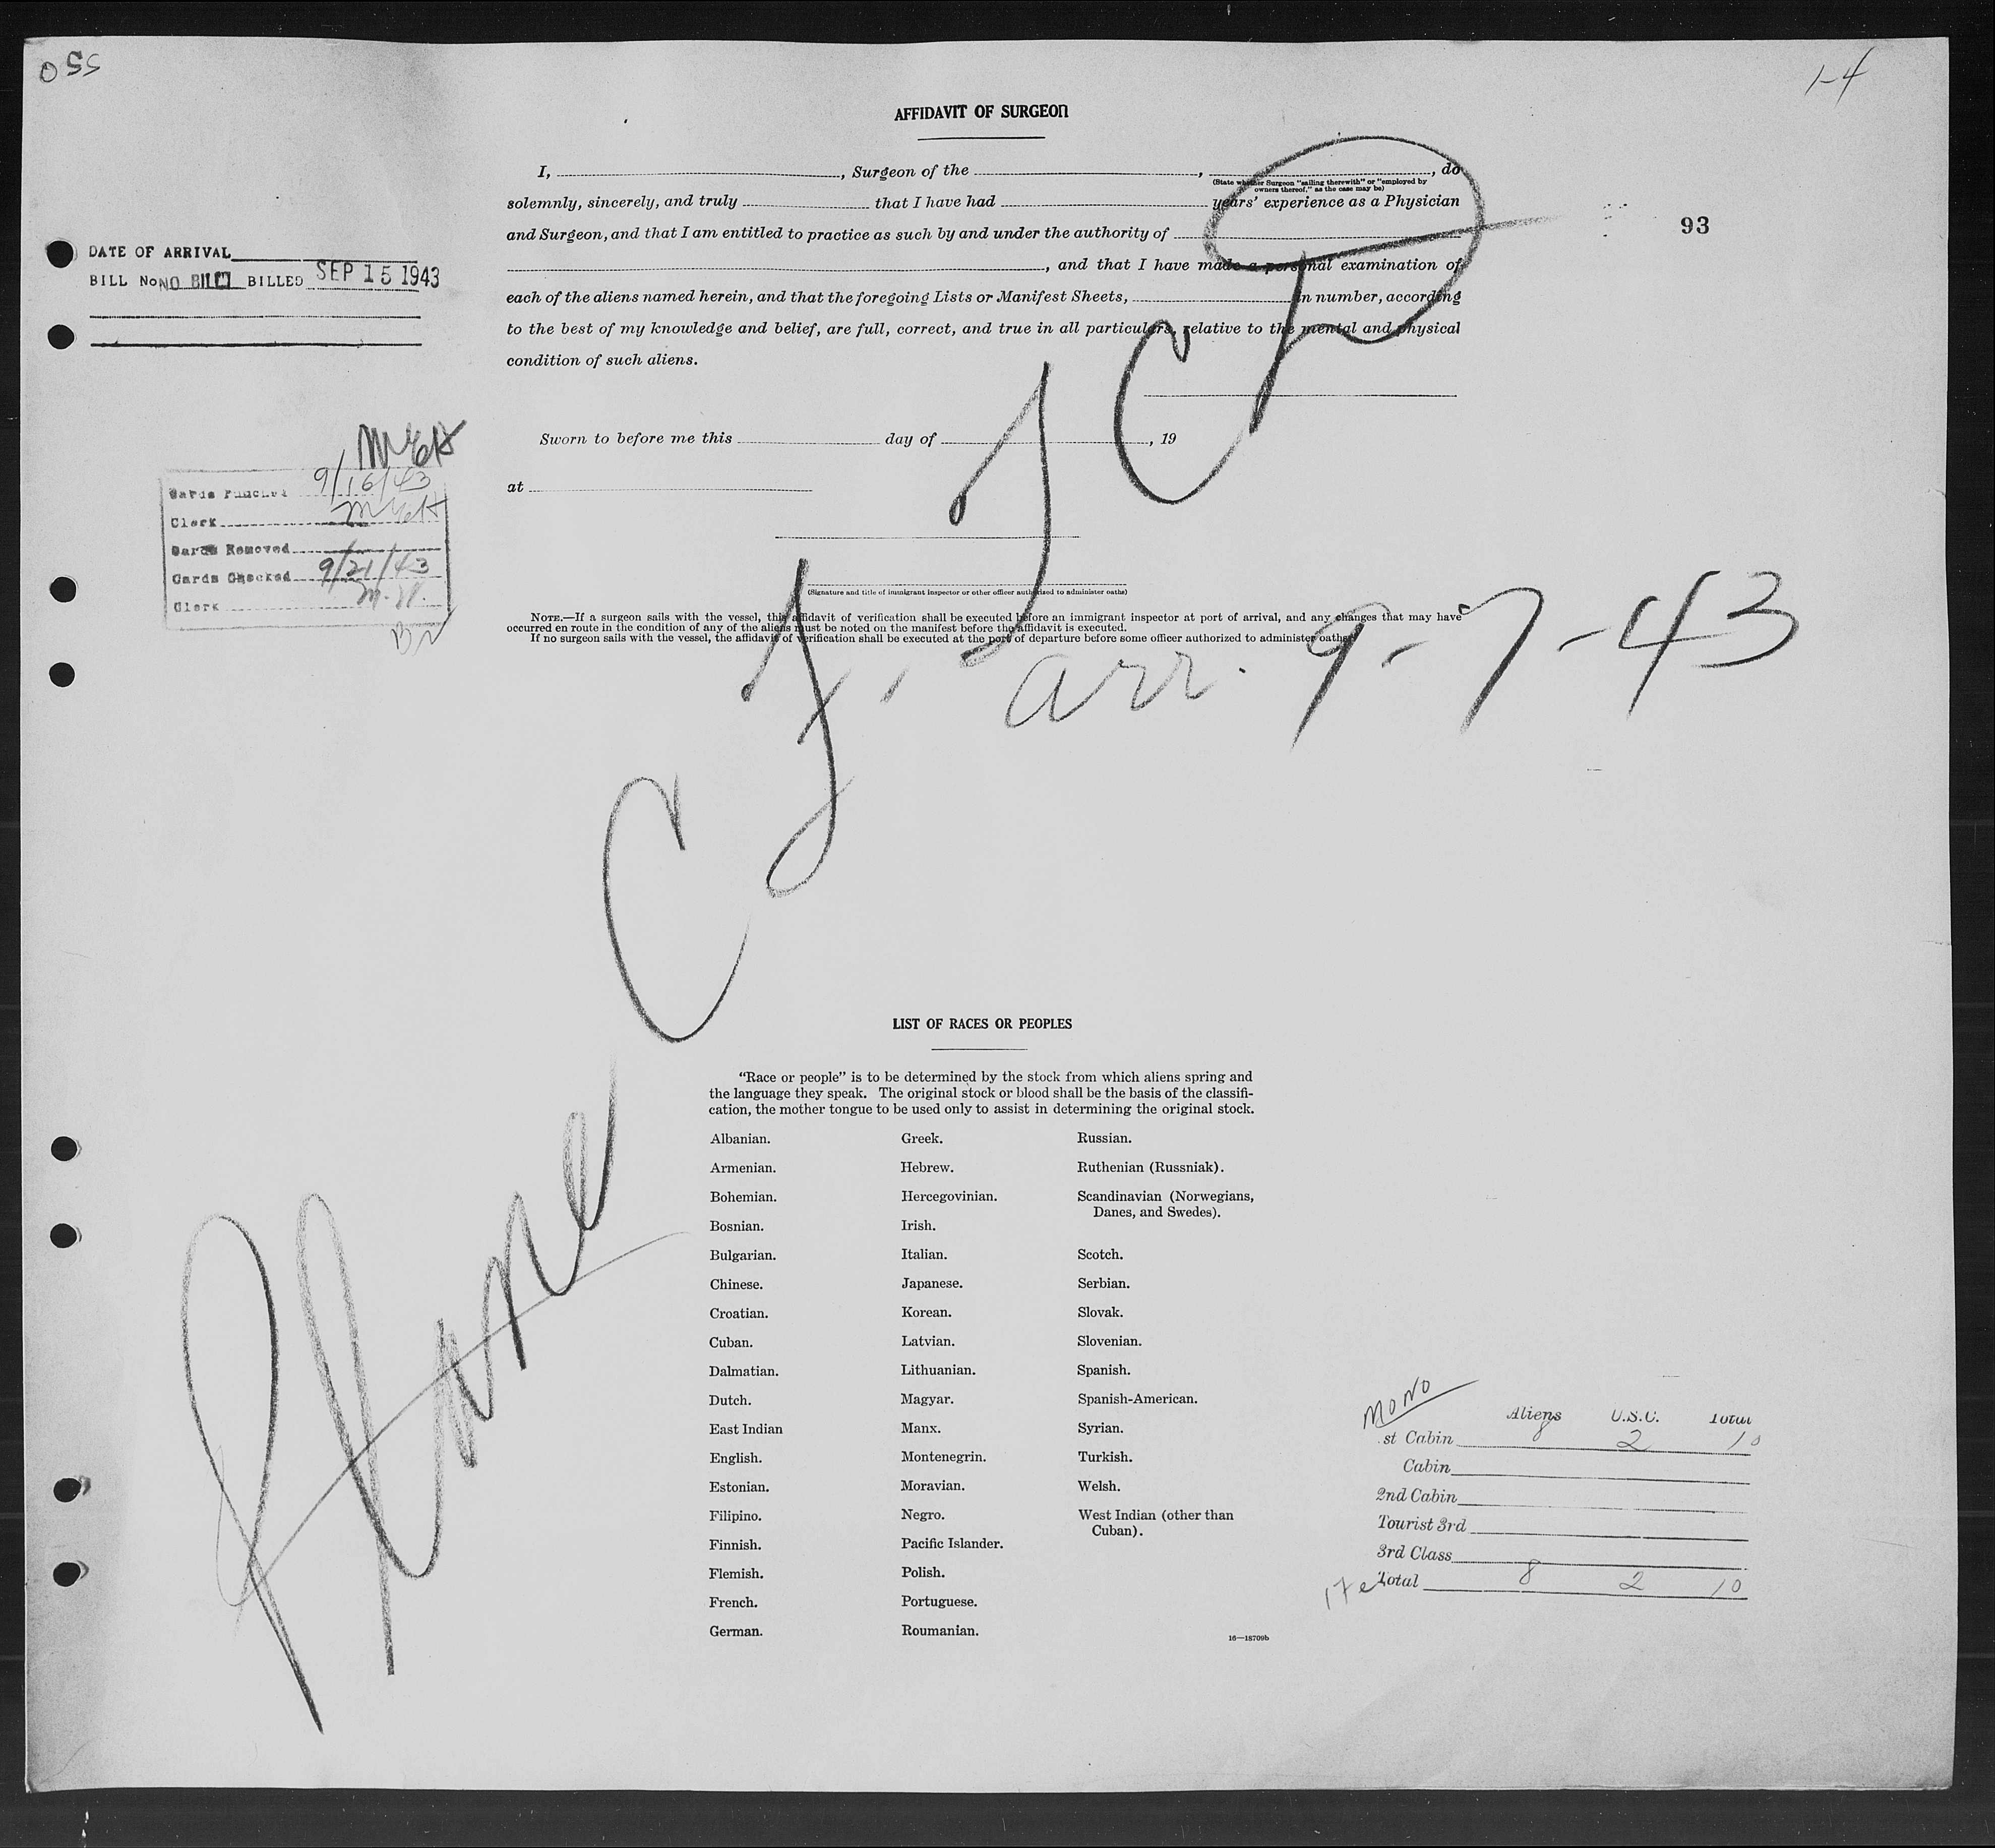 550
1-4
AFFIDAVIT OF SURGEON
I, , Surgeon of the , , do
(State whether Surgeon "sailing therewith" or "employed by
owners thereof," as the case may be)
solemnly, sincerely, and truly that I have had years' experience as a Physician
and Surgeon, and that I am entitled to practice as such by and under the authority of
, and that I have made a personal examination of
each of the aliens named herein, and that the foregoing Lists or Manifest Sheets, in number, according
to the best of my knowledge and belief, are full, correct, and true in all particulars, relative to the mental and physical
condition of such aliens.
93
DATE OF ARRIVAL
BILL No NO BILL BILLED SEP 15 1943
Sworn to before me this day of , 19
at
Cards Punched 9/16/43
Clerk
Cards Removed
Cards Checked 9/21/43
Clerk M.H.
(Signature and title of immigrant inspector or other officer authorized to administer oaths)
NOTE.—If a surgeon sails with the vessel, this affidavit of verification shall be executed before an immigrant inspector at port of arrival, and any changes that may have
occurred en route in the condition of any of the aliens must be noted on the manifest before the affidavit is executed.
If no surgeon sails with the vessel, the affidavit of verification shall be executed at the port of departure before some officer authorized to administer oaths.
arr. 9-7-43
Plane
LIST OF RACES OR PEOPLES
"Race or people" is to be determined by the stock from which aliens spring and
the language they speak. The original stock or blood shall be the basis of the classifi-
cation, the mother tongue to be used only to assist in determining the original stock.
Albanian.
Armenian.
Bohemian.
Bosnian.
Bulgarian.
Chinese.
Croatian.
Cuban.
Dalmatian.
Dutch.
East Indian
English.
Estonian.
Filipino.
Finnish.
Flemish.
French.
German.
Greek.
Hebrew.
Hercegovinian.
Irish.
Italian.
Japanese.
Korean.
Latvian.
Lithuanian.
Magyar.
Manx.
Montenegrin.
Moravian.
Negro.
Pacific Islander.
Polish.
Portuguese.
Roumanian.
Russian.
Ruthenian (Russniak).
Scandinavian (Norwegians,
Danes, and Swedes).
Scotch.
Serbian.
Slovak.
Slovenian.
Spanish.
Spanish-American.
Syrian.
Turkish.
Welsh.
West Indian (other than
Cuban).
16—18709b
MONO
Aliens U.S.C. Total
st Cabin 8 2 10
Cabin
2nd Cabin
Tourist 3rd
3rd Class
Total 8 2 10